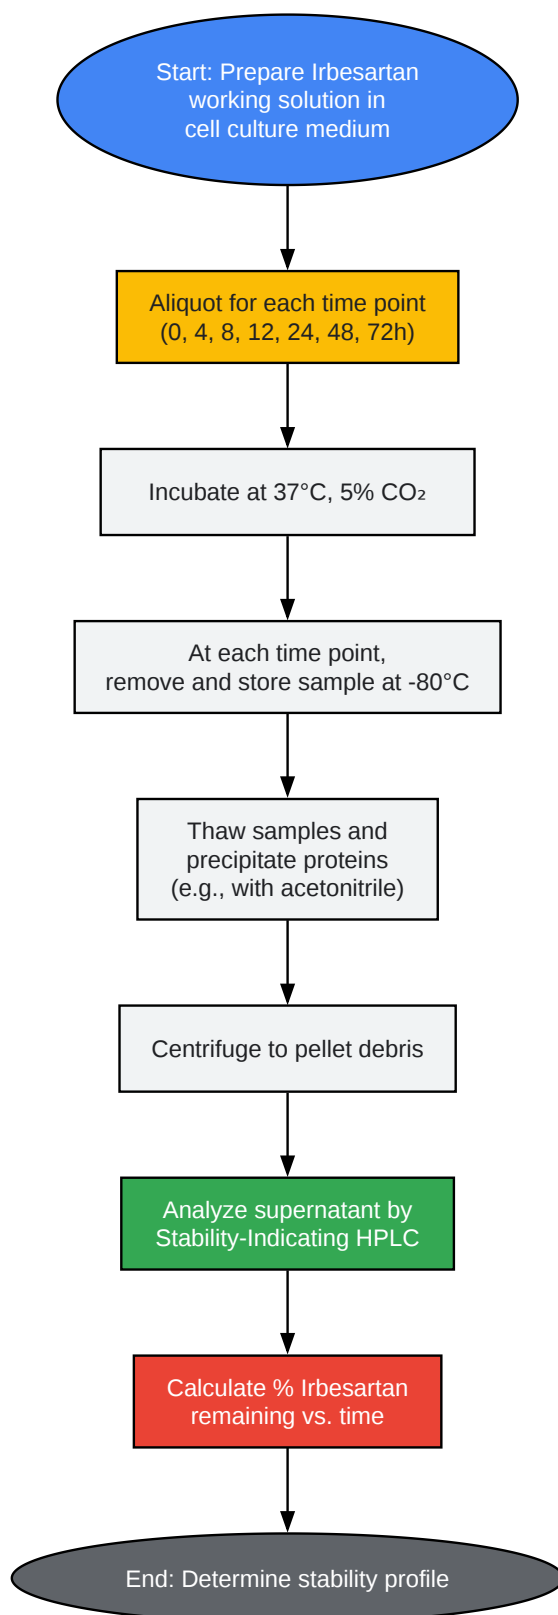 Start: Prepare Irbesartan
working solution in
cell culture medium
Aliquot for each time point
(0, 4, 8, 12, 24, 48, 72h)
Incubate at 37°C, 5% CO₂
At each time point,
remove and store sample at -80°C
Thaw samples and
precipitate proteins
(e.g., with acetonitrile)
Centrifuge to pellet debris
Analyze supernatant by
Stability-Indicating HPLC
Calculate % Irbesartan
remaining vs. time
End: Determine stability profile